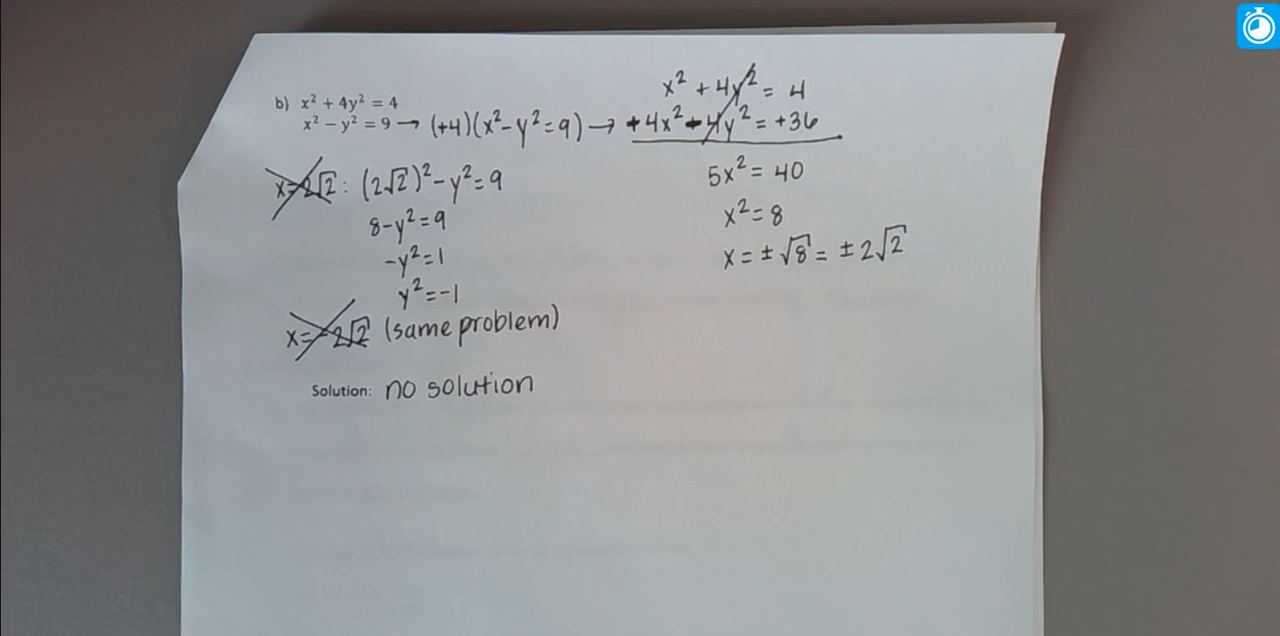 b) x² + 4y² = 4
x² − y² = 9 → (+4)(x² − y² = 9) → +4x² − 4y² = +36
x² + 4y² = 4
5x² = 40
x² = 8
x = ±√8 = ±2√2
x = 2√2 : (2√2)² − y² = 9
8 − y² = 9
−y² = 1
y² = −1
x = −2√2 (same problem)
Solution: no solution